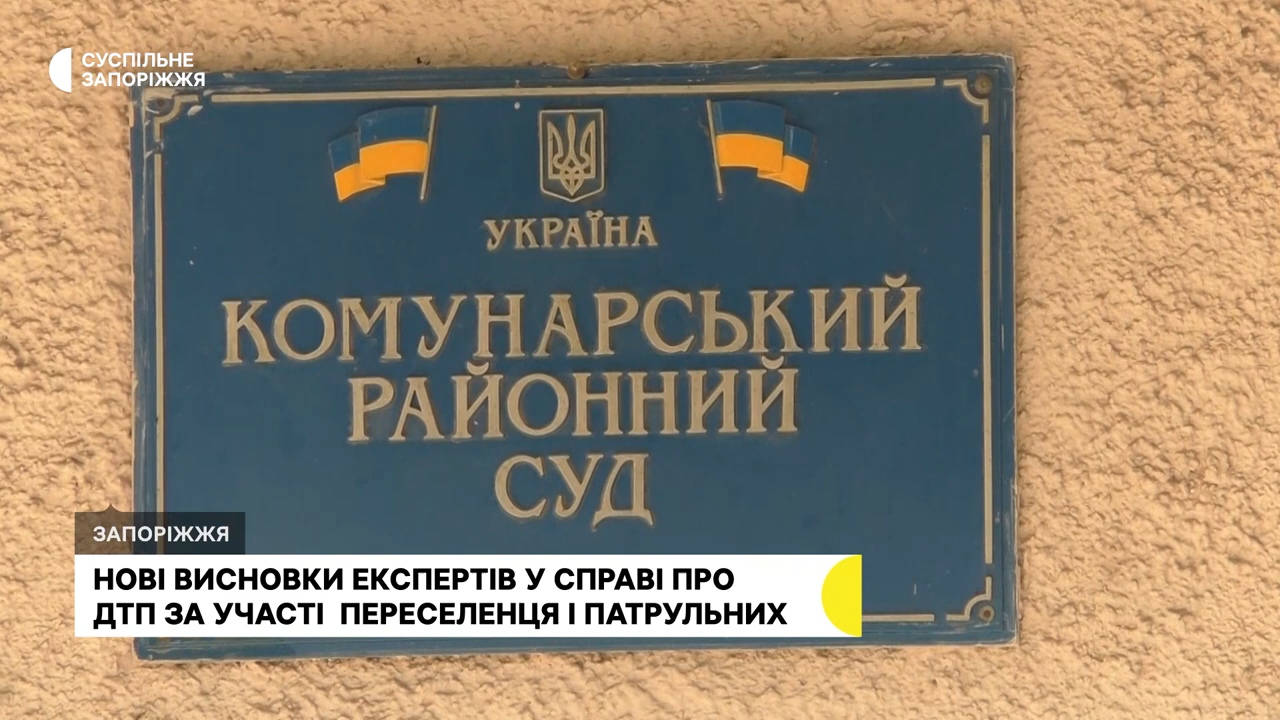 СУСПІЛЬНЕ
ЗАПОРІЖЖЯ
УКРАЇНА
КОМУНАРСЬКИЙ
РАЙОННИЙ
СУД
ЗАПОРІЖЖЯ
НОВІ ВИСНОВКИ ЕКСПЕРТІВ У СПРАВІ ПРО
ДТП ЗА УЧАСТІ ПЕРЕСЕЛЕНЦЯ І ПАТРУЛЬНИХ